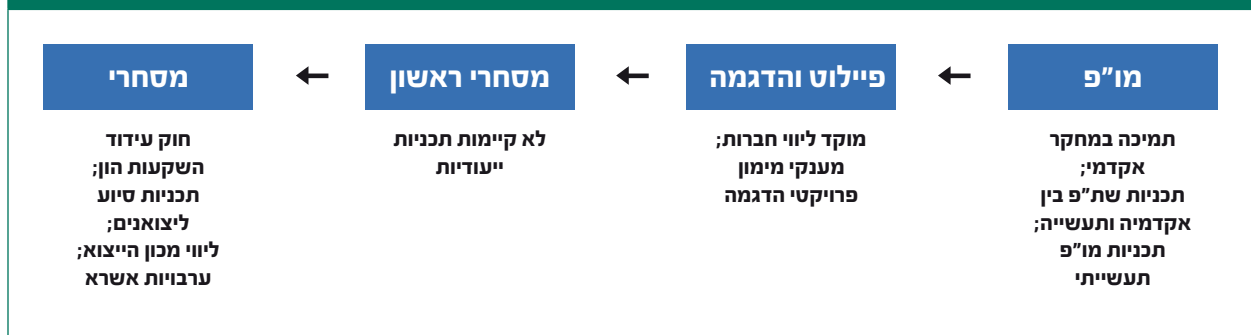 מו"פ
תמיכה במחקר
אקדמי;
תכניות שת"פ בין
אקדמיה ותעשייה;
תכניות מו"פ
תעשייתי
פיילוט והדגמה
מוקד ליווי חברות;
מענקי מימון
פרויקטי הדגמה
מסחרי ראשון
לא קיימות תכניות
ייעודיות
מסחרי
חוק עידוד
השקעות הון;
תכניות סיוע
ליצואנים;
ליווי מכון הייצוא;
ערבויות אשרא